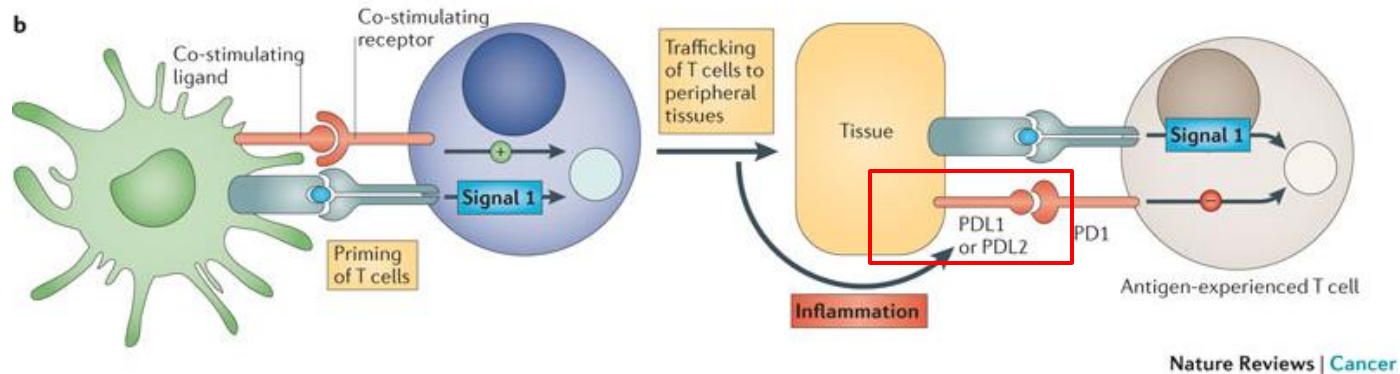 b
Co-stimulating
ligand
Co-stimulating
receptor
+
Signal 1
Priming
of T cells
Trafficking
of T cells to
peripheral
tissues
Inflammation
Tissue
Signal 1
PDL1
or PDL2
PD1
–
Antigen-experienced T cell
Nature Reviews | Cancer